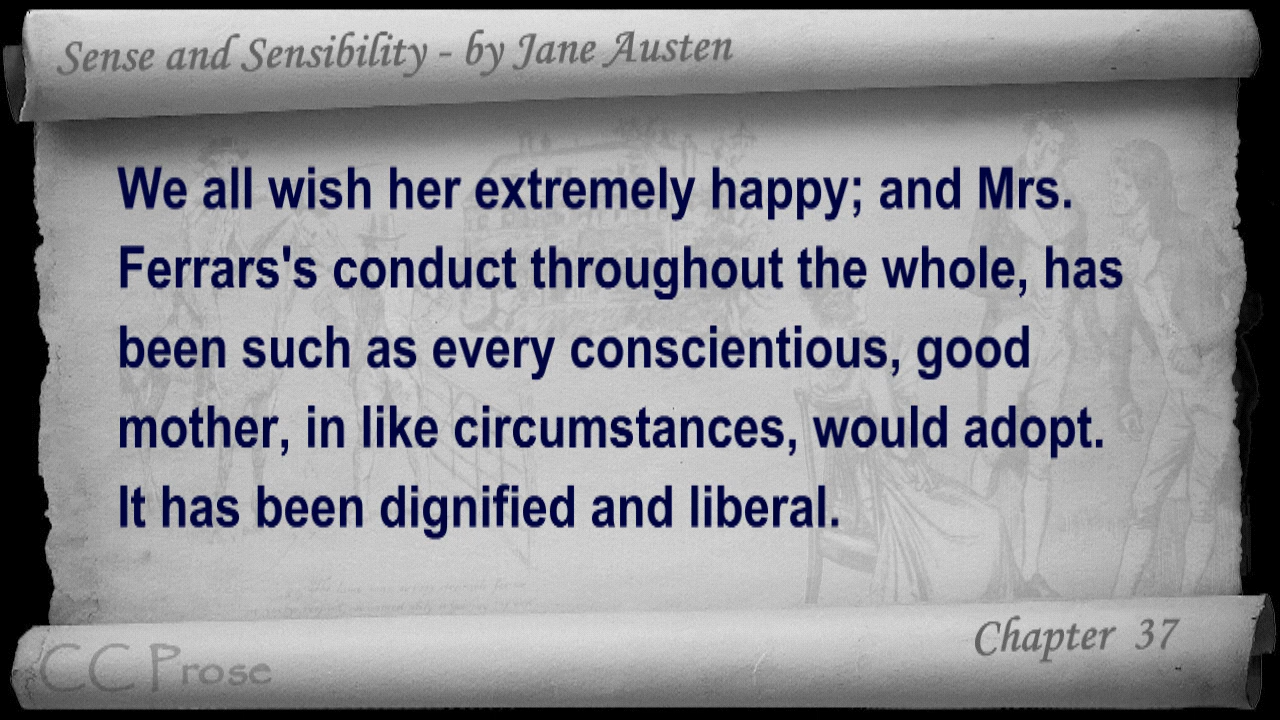 Sense and Sensibility - by Jane Austen
We all wish her extremely happy; and Mrs.
Ferrars's conduct throughout the whole, has
been such as every conscientious, good
mother, in like circumstances, would adopt.
It has been dignified and liberal.
Chapter 37
CC Prose